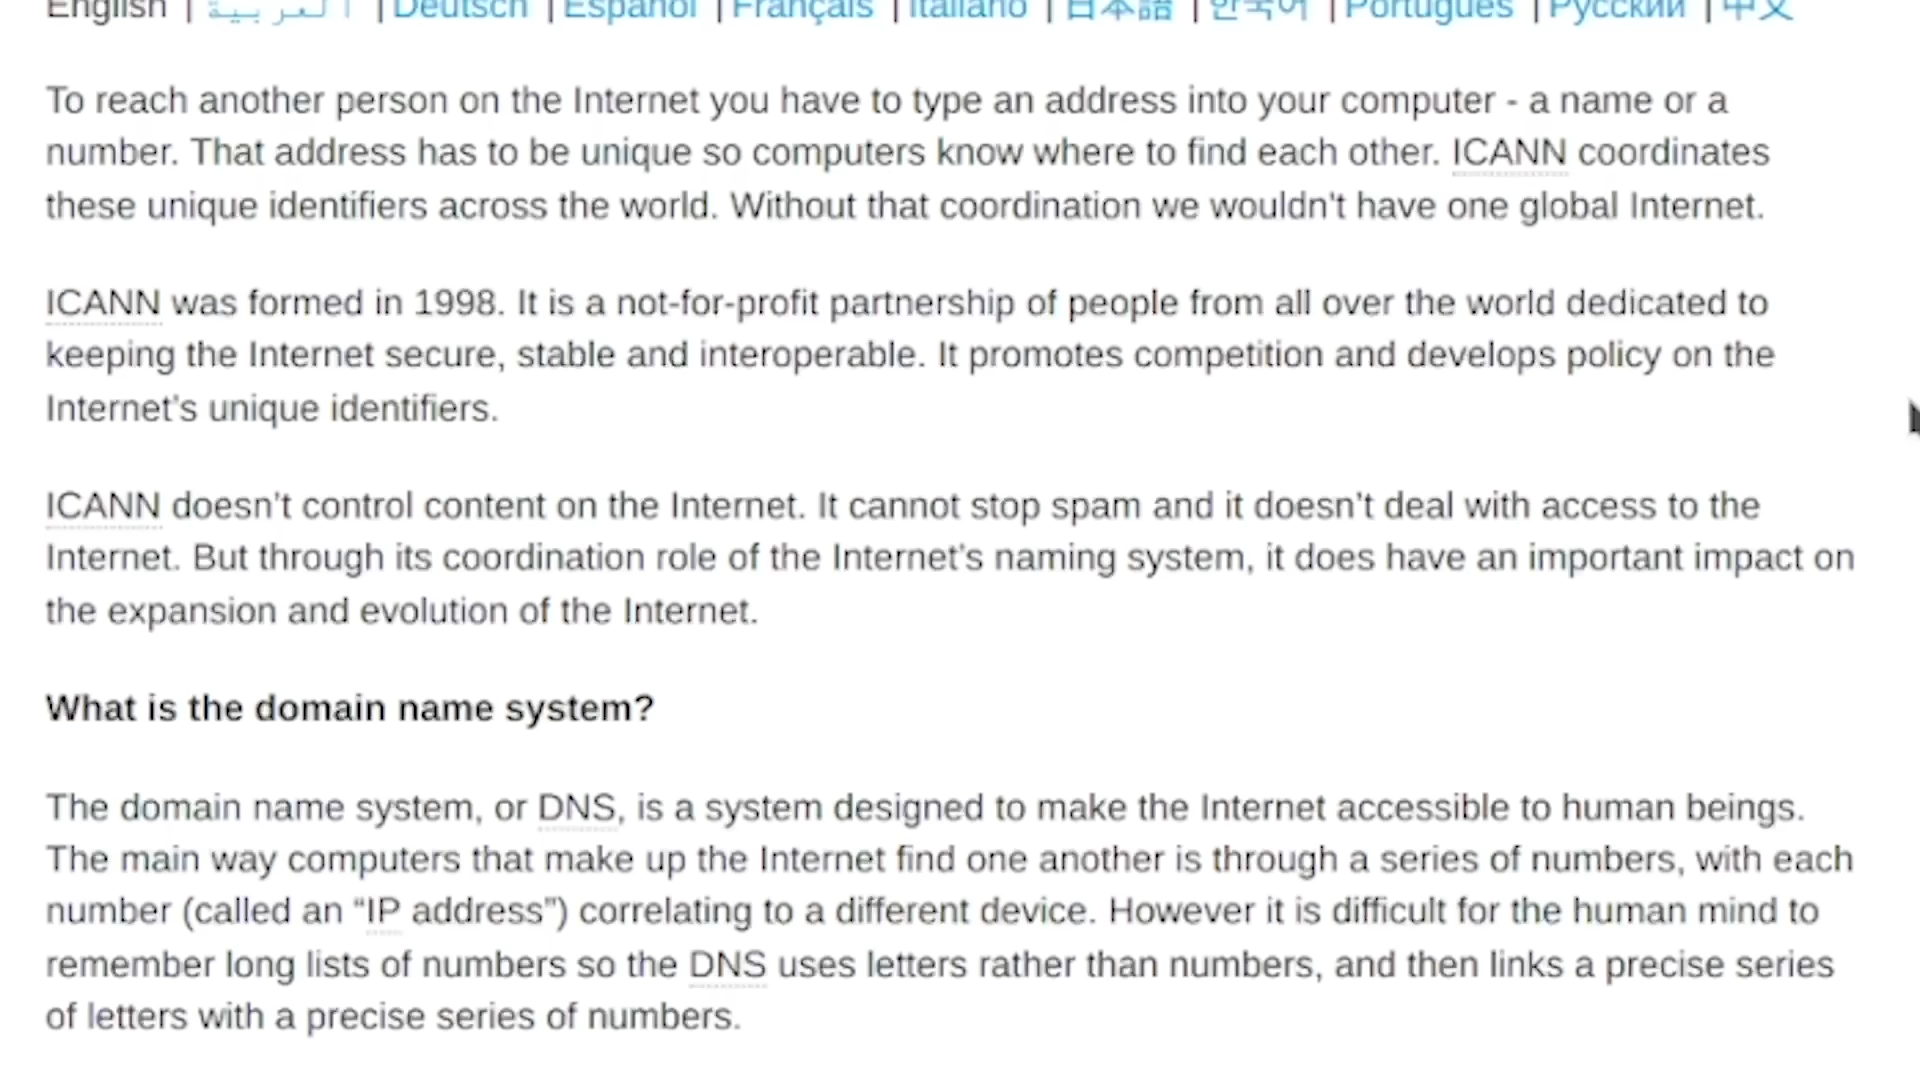 English | العربية | Deutsch | Español | Français | Italiano | 日本語 | 한국어 | Português | Русский | 中文
To reach another person on the Internet you have to type an address into your computer - a name or a
number. That address has to be unique so computers know where to find each other. ICANN coordinates
these unique identifiers across the world. Without that coordination we wouldn't have one global Internet.
ICANN was formed in 1998. It is a not-for-profit partnership of people from all over the world dedicated to
keeping the Internet secure, stable and interoperable. It promotes competition and develops policy on the
Internet’s unique identifiers.
ICANN doesn’t control content on the Internet. It cannot stop spam and it doesn’t deal with access to the
Internet. But through its coordination role of the Internet’s naming system, it does have an important impact on
the expansion and evolution of the Internet.
What is the domain name system?
The domain name system, or DNS, is a system designed to make the Internet accessible to human beings.
The main way computers that make up the Internet find one another is through a series of numbers, with each
number (called an “IP address”) correlating to a different device. However it is difficult for the human mind to
remember long lists of numbers so the DNS uses letters rather than numbers, and then links a precise series
of letters with a precise series of numbers.